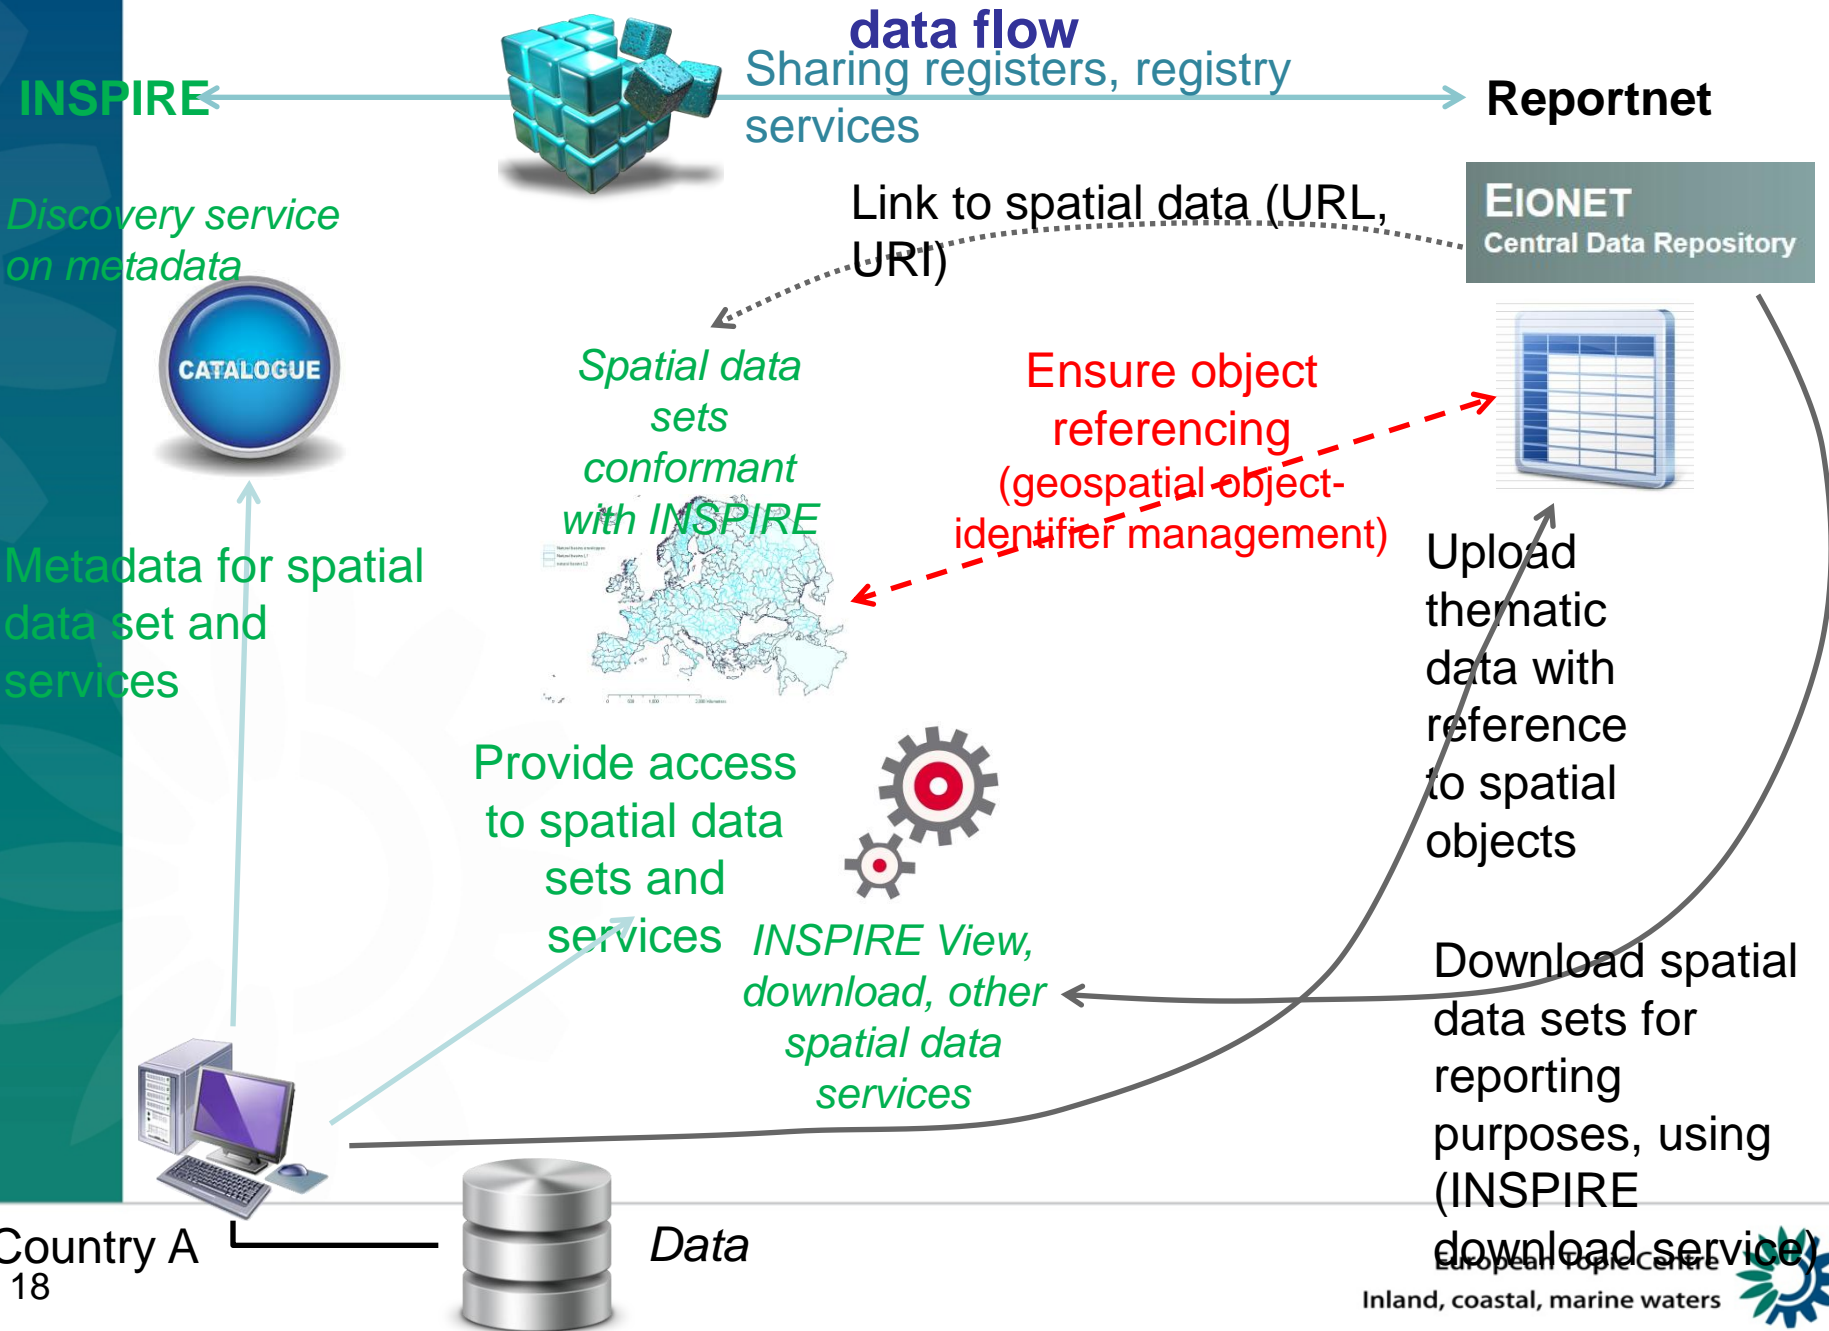 data flow
Sharing registers, registry
services
INSPIRE
Reportnet
Discovery service
on metadata
Link to spatial data (URL,
URI)
EIONET
Central Data Repository
CATALOGUE
Spatial data
sets
conformant
with INSPIRE
Ensure object
referencing
(geospatial object-
identifier management)
Metadata for spatial
data set and
services
Upload
thematic
data with
reference
to spatial
objects
Provide access
to spatial data
sets and
services
INSPIRE View,
download, other
spatial data
services
Download spatial
data sets for
reporting
purposes, using
(INSPIRE
download service)
Country A
Data
18
European Topic Centre
Inland, coastal, marine waters